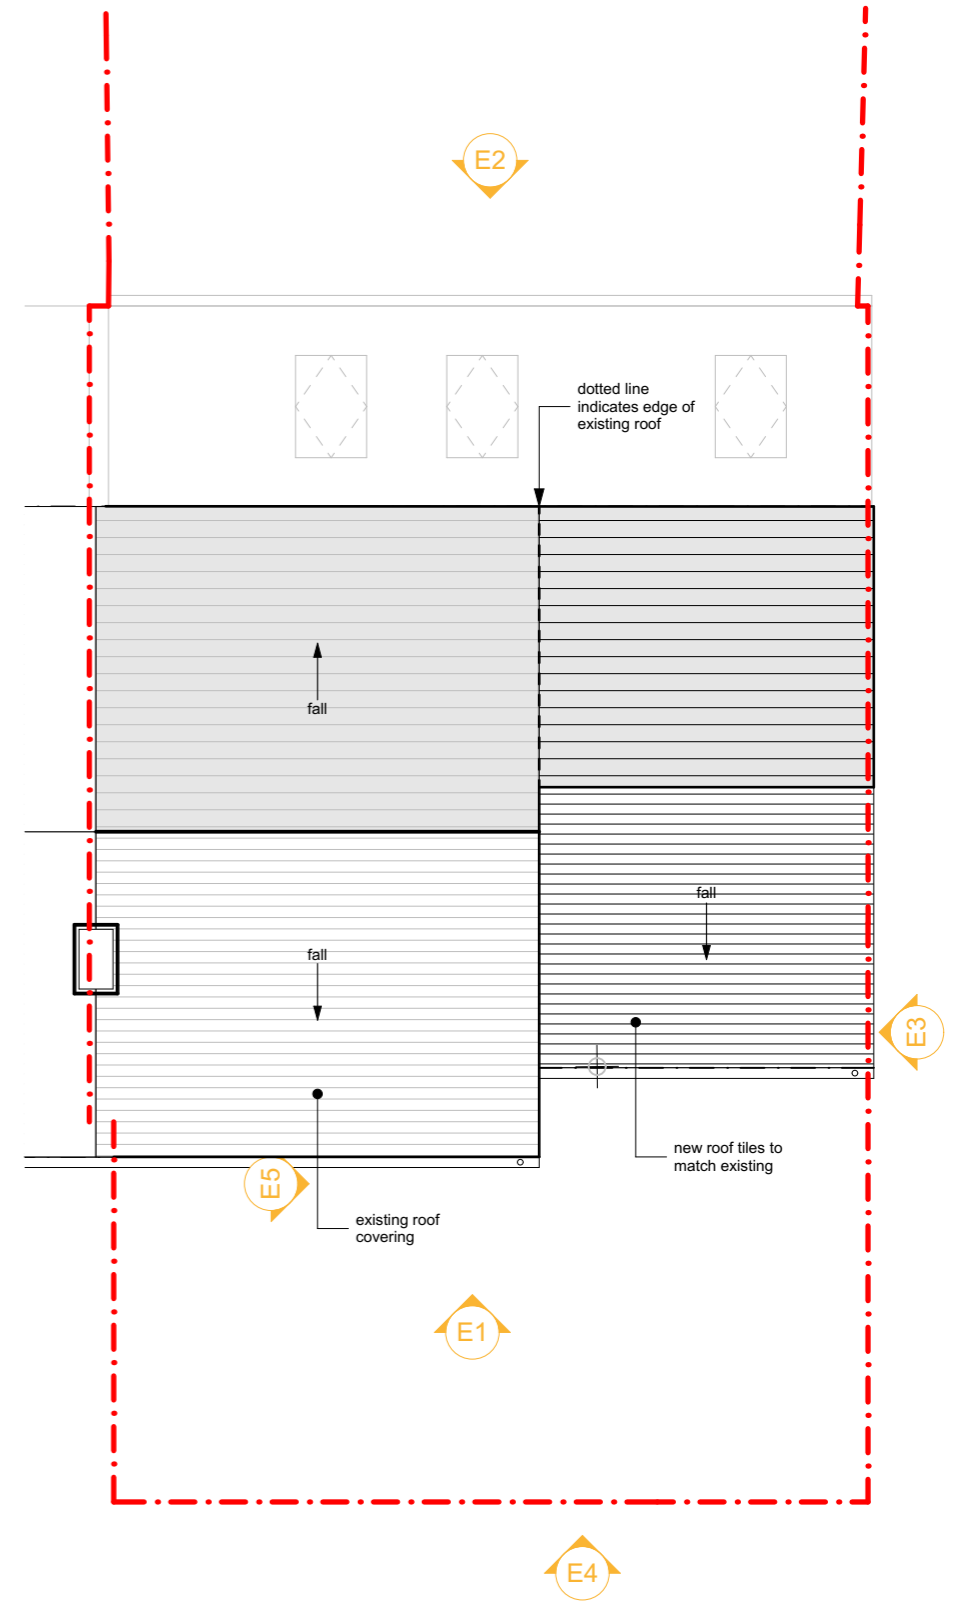 E2
dotted line
indicates edge of
existing roof
fall
fall
fall
E3
new roof tiles to
match existing
E5
existing roof
covering
E1
E4